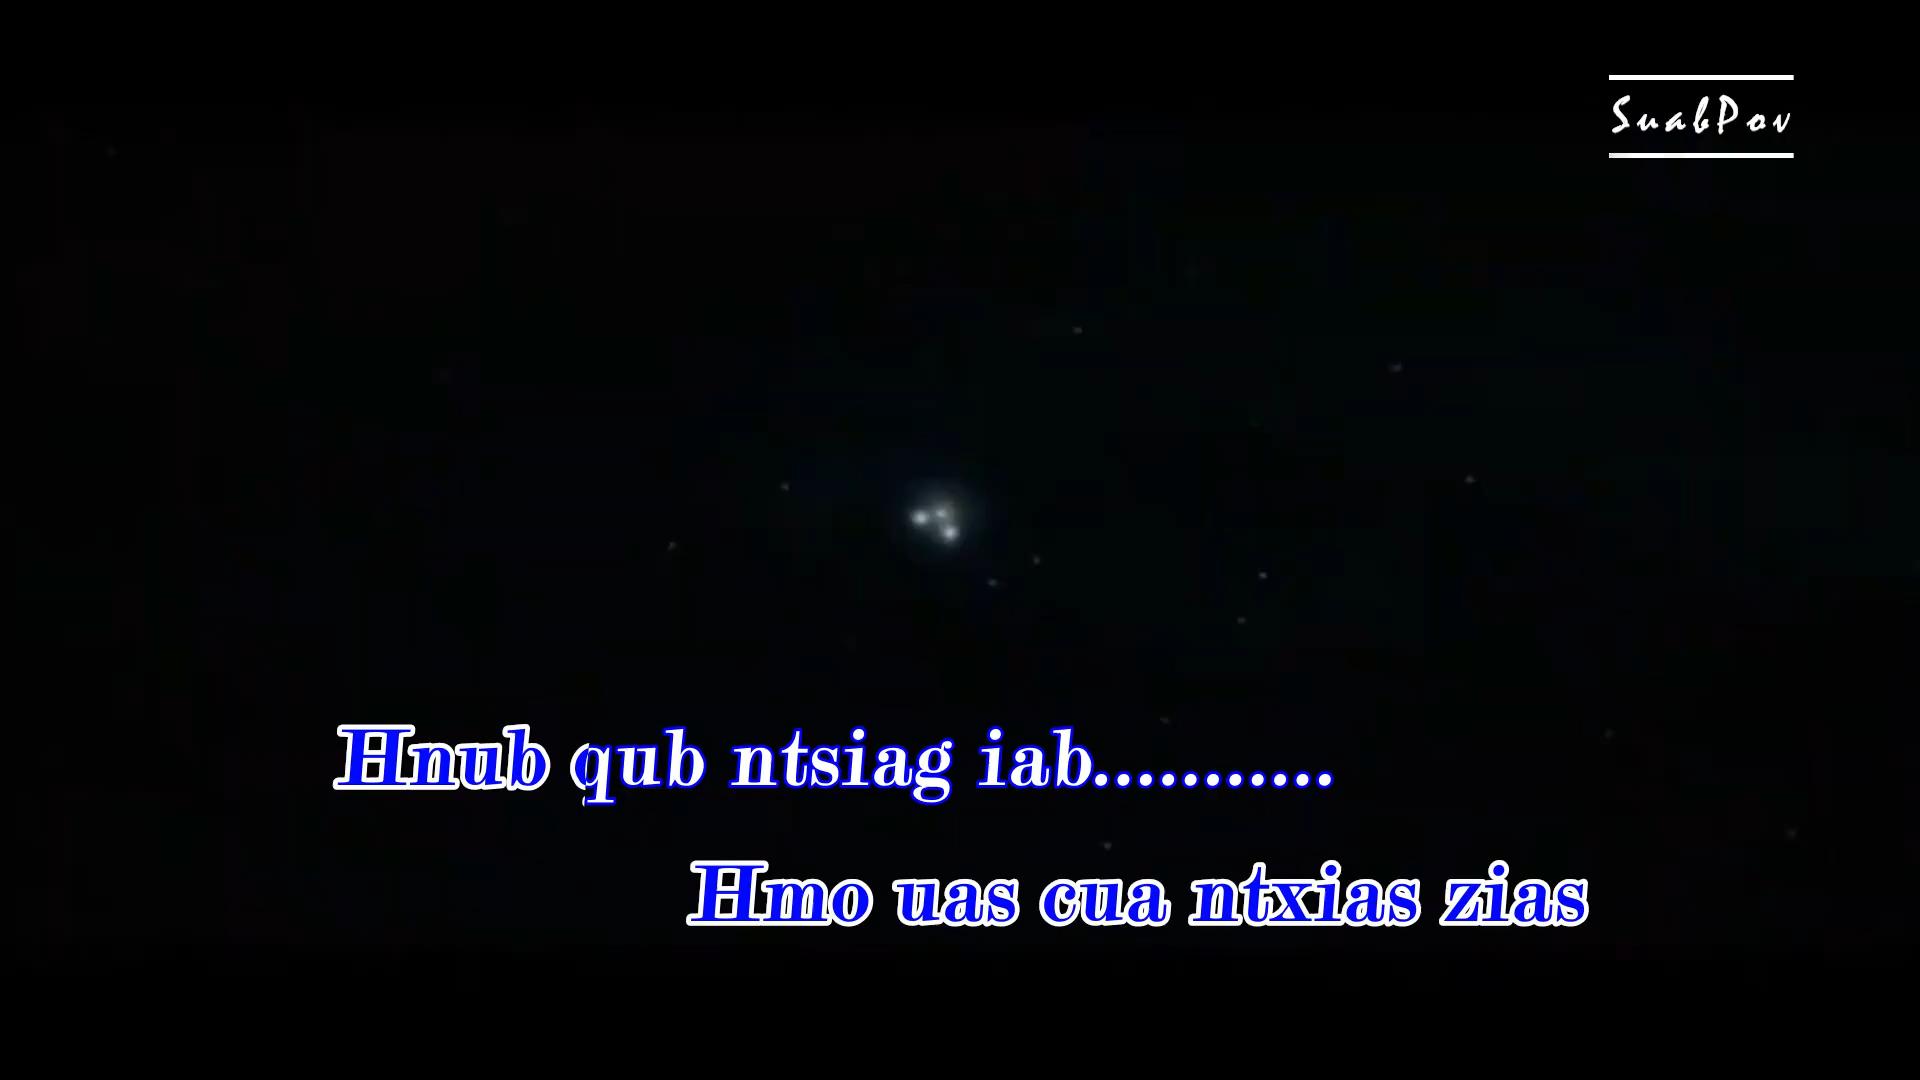 SuabPov
Hnub qub ntsiag iab...........
Hmo uas cua ntxias zias